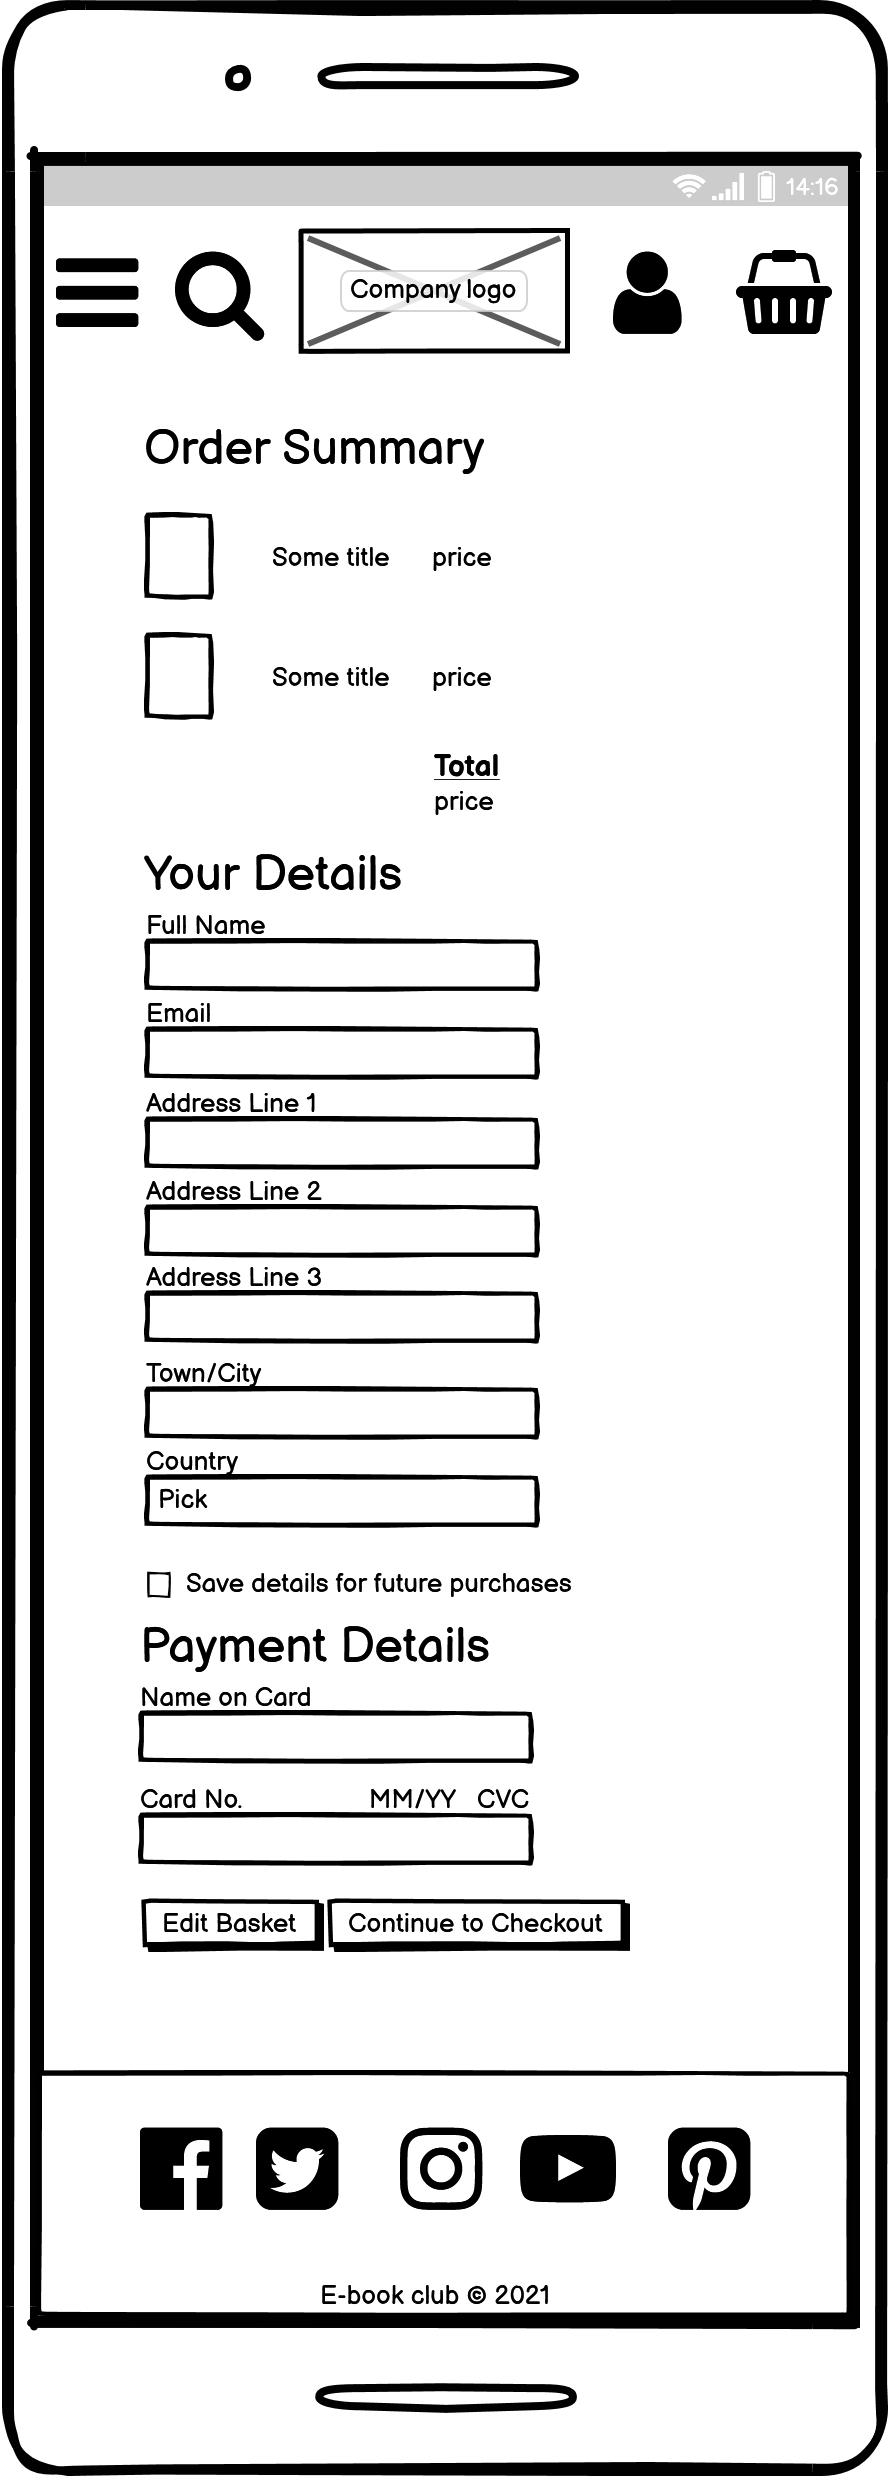 14:16
Company logo
Order Summary
Some title price
Some title price
Total
price
Your Details
Full Name
Email
Address Line 1
Address Line 2
Address Line 3
Town/City
Country
Pick
Save details for future purchases
Payment Details
Name on Card
Card No. MM/YY CVC
Edit Basket Continue to Checkout
E-book club © 2021